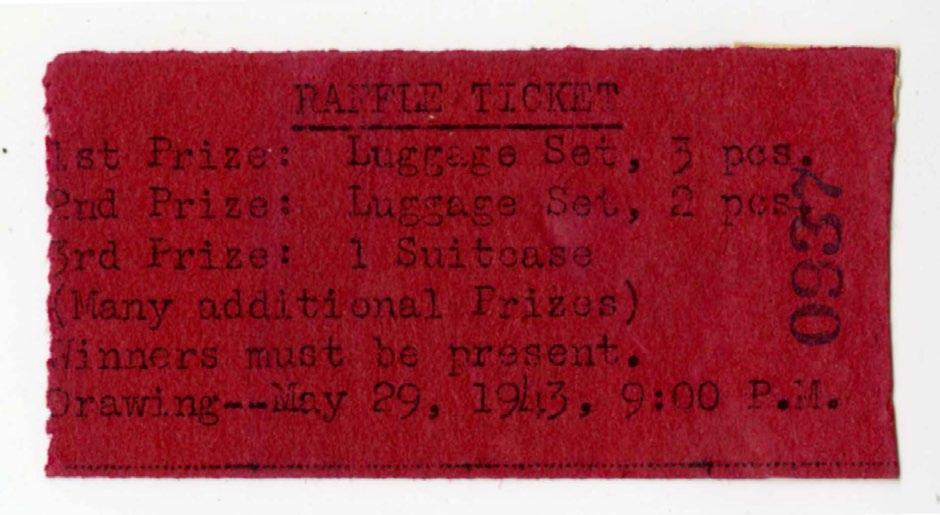 RAFFLE TICKET
1st Prize: Luggage Set, 3 pcs.
2nd Prize: Luggage Set, 2 pcs.
3rd Prize: 1 Suitcase
(Many additional Prizes)
Winners must be present.
Drawing--May 29, 1943, 9:00 P.M.
0937